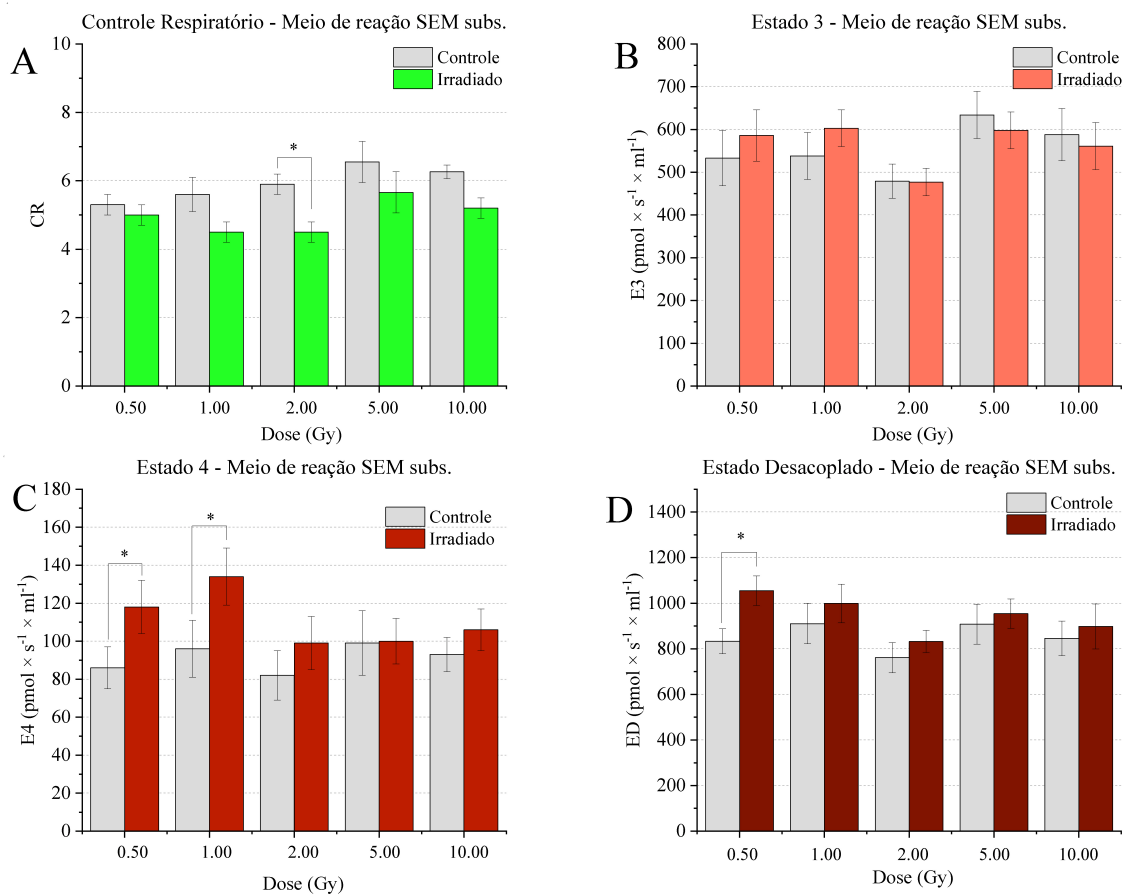 Controle Respiratório - Meio de reação SEM subs.
A
Controle
Irradiado
10
8
6
4
2
0
*
CR
0.50 1.00 2.00 5.00 10.00
Dose (Gy)
Estado 3 - Meio de reação SEM subs.
B
Controle
Irradiado
800
700
600
500
400
300
200
100
0
E3 (pmol × s⁻¹ × ml⁻¹)
0.50 1.00 2.00 5.00 10.00
Dose (Gy)
Estado 4 - Meio de reação SEM subs.
C
Controle
Irradiado
180
160
140
120
100
80
60
40
20
0
* *
E4 (pmol × s⁻¹ × ml⁻¹)
0.50 1.00 2.00 5.00 10.00
Dose (Gy)
Estado Desacoplado - Meio de reação SEM subs.
D
Controle
Irradiado
1400
1200
1000
800
600
400
200
0
*
ED (pmol × s⁻¹ × ml⁻¹)
0.50 1.00 2.00 5.00 10.00
Dose (Gy)